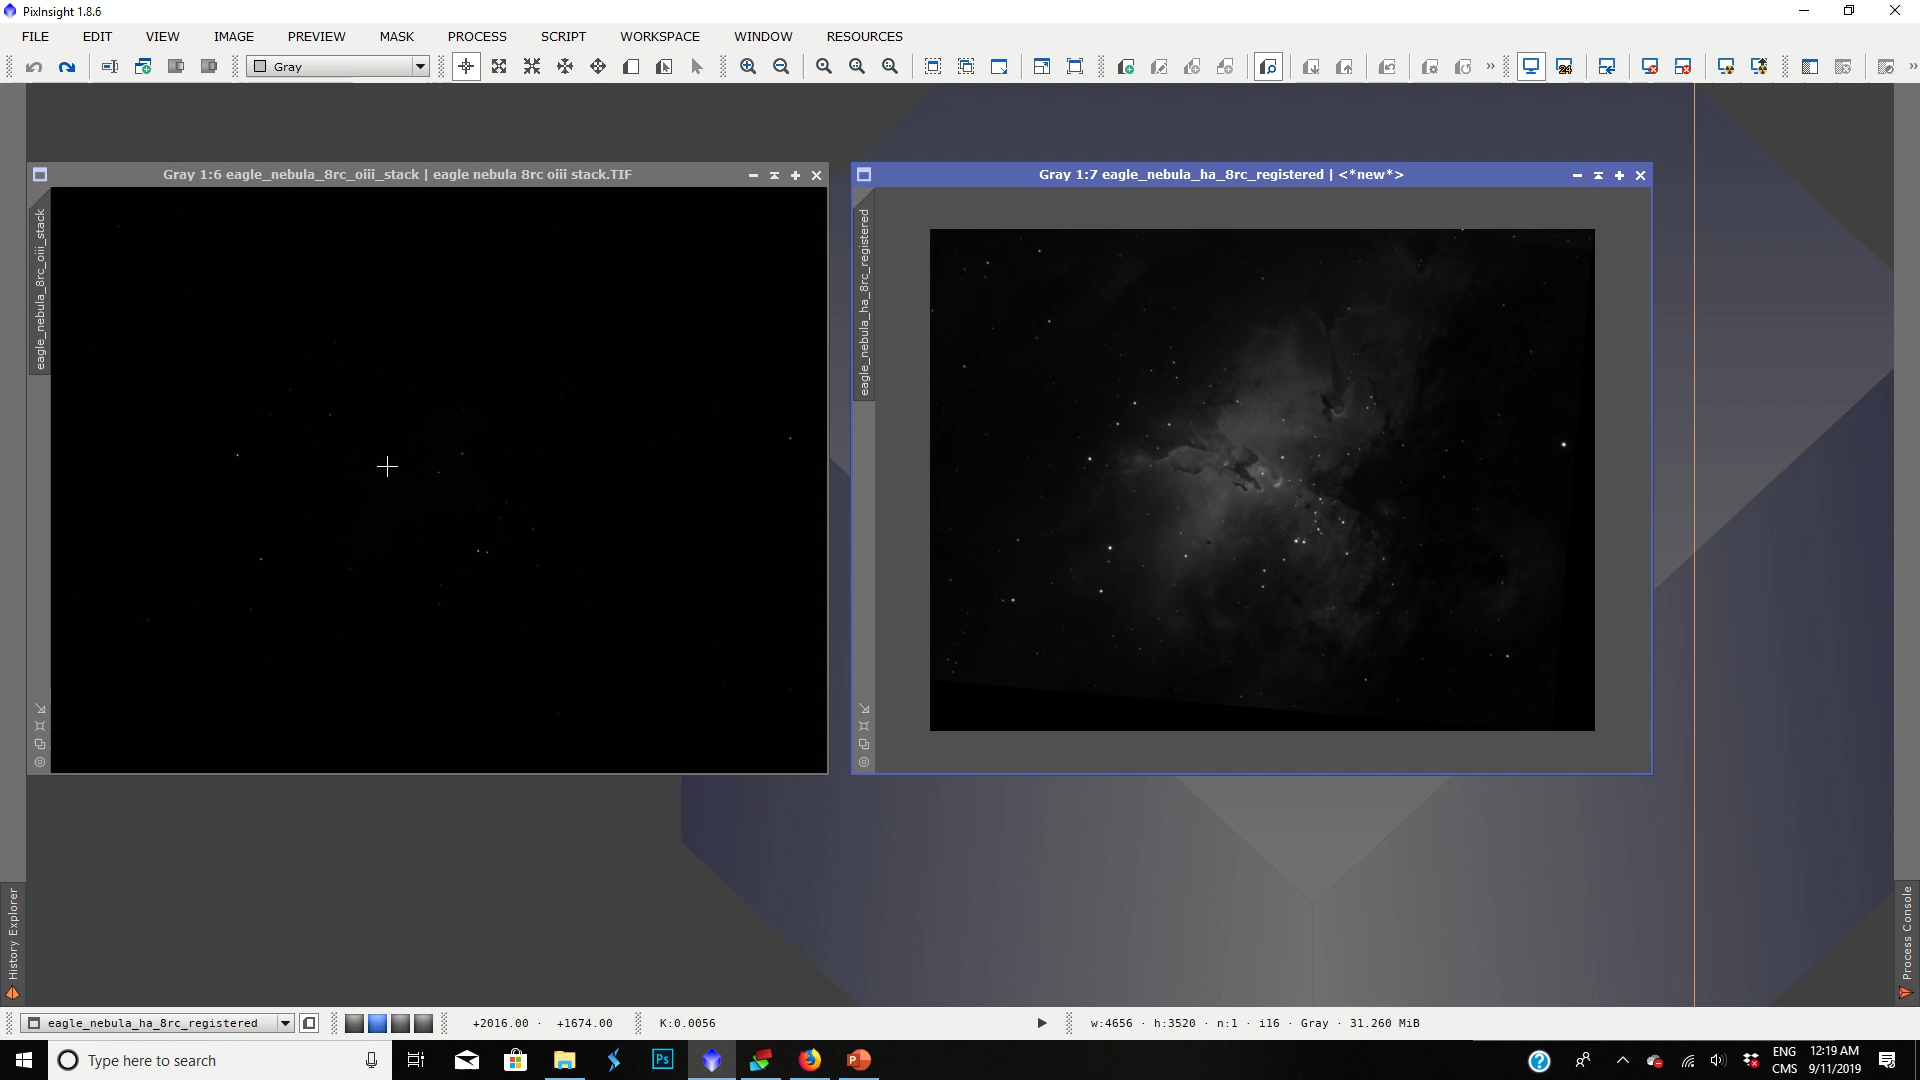 PixInsight 1.8.6
FILE EDIT VIEW IMAGE PREVIEW MASK PROCESS SCRIPT WORKSPACE WINDOW RESOURCES
Gray
24
Gray 1:6 eagle_nebula_8rc_oiii_stack | eagle nebula 8rc oiii stack.TIF
Gray 1:7 eagle_nebula_ha_8rc_registered | <*new*>
eagle_nebula_8rc_oiii_stack
eagle_nebula_ha_8rc_registered
History Explorer
Process Console
eagle_nebula_ha_8rc_registered
+2016.00 · +1674.00
K:0.0056
w:4656 · h:3520 · n:1 · i16 · Gray · 31.260 MiB
Type here to search
Ps
ENG
CMS
12:19 AM
9/11/2019